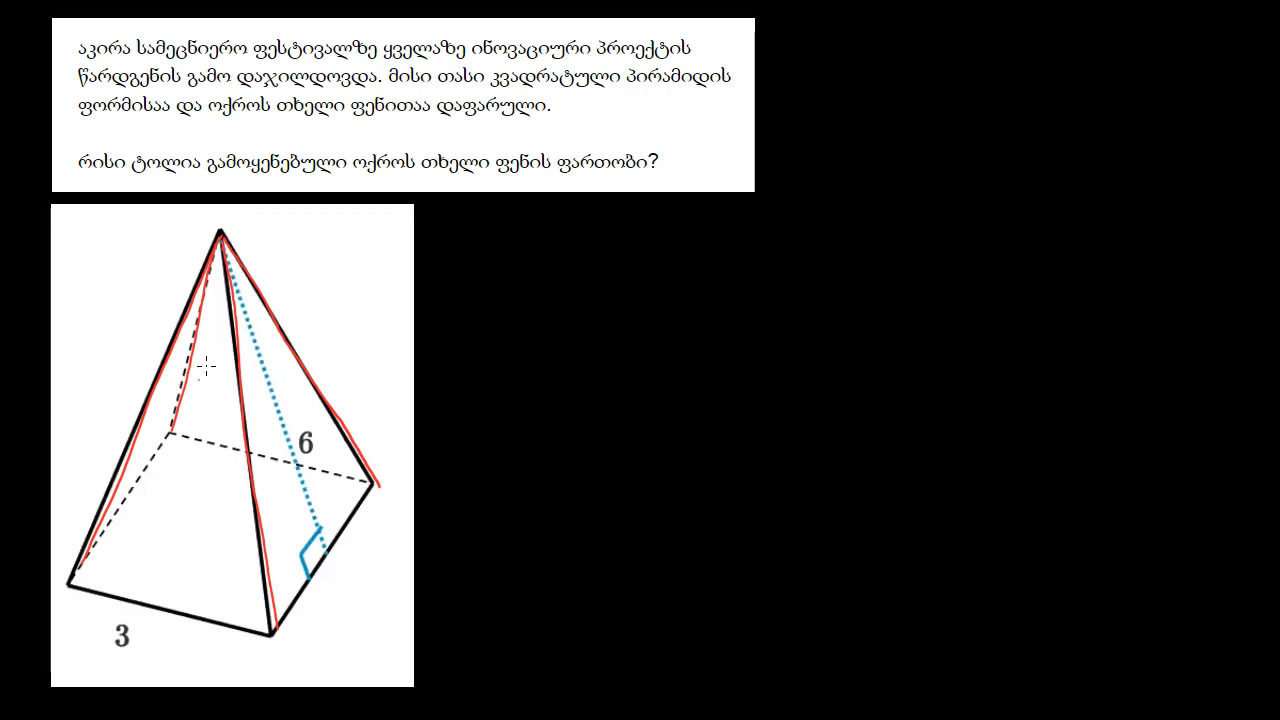 აკირა სამეცნიერო ფესტივალზე ყველაზე ინოვაციური პროექტის
წარდგენის გამო დაჯილდოვდა. მისი თასი კვადრატული პირამიდის
ფორმისაა და ოქროს თხელი ფენითაა დაფარული.
რისი ტოლია გამოყენებული ოქროს თხელი ფენის ფართობი?
6
3